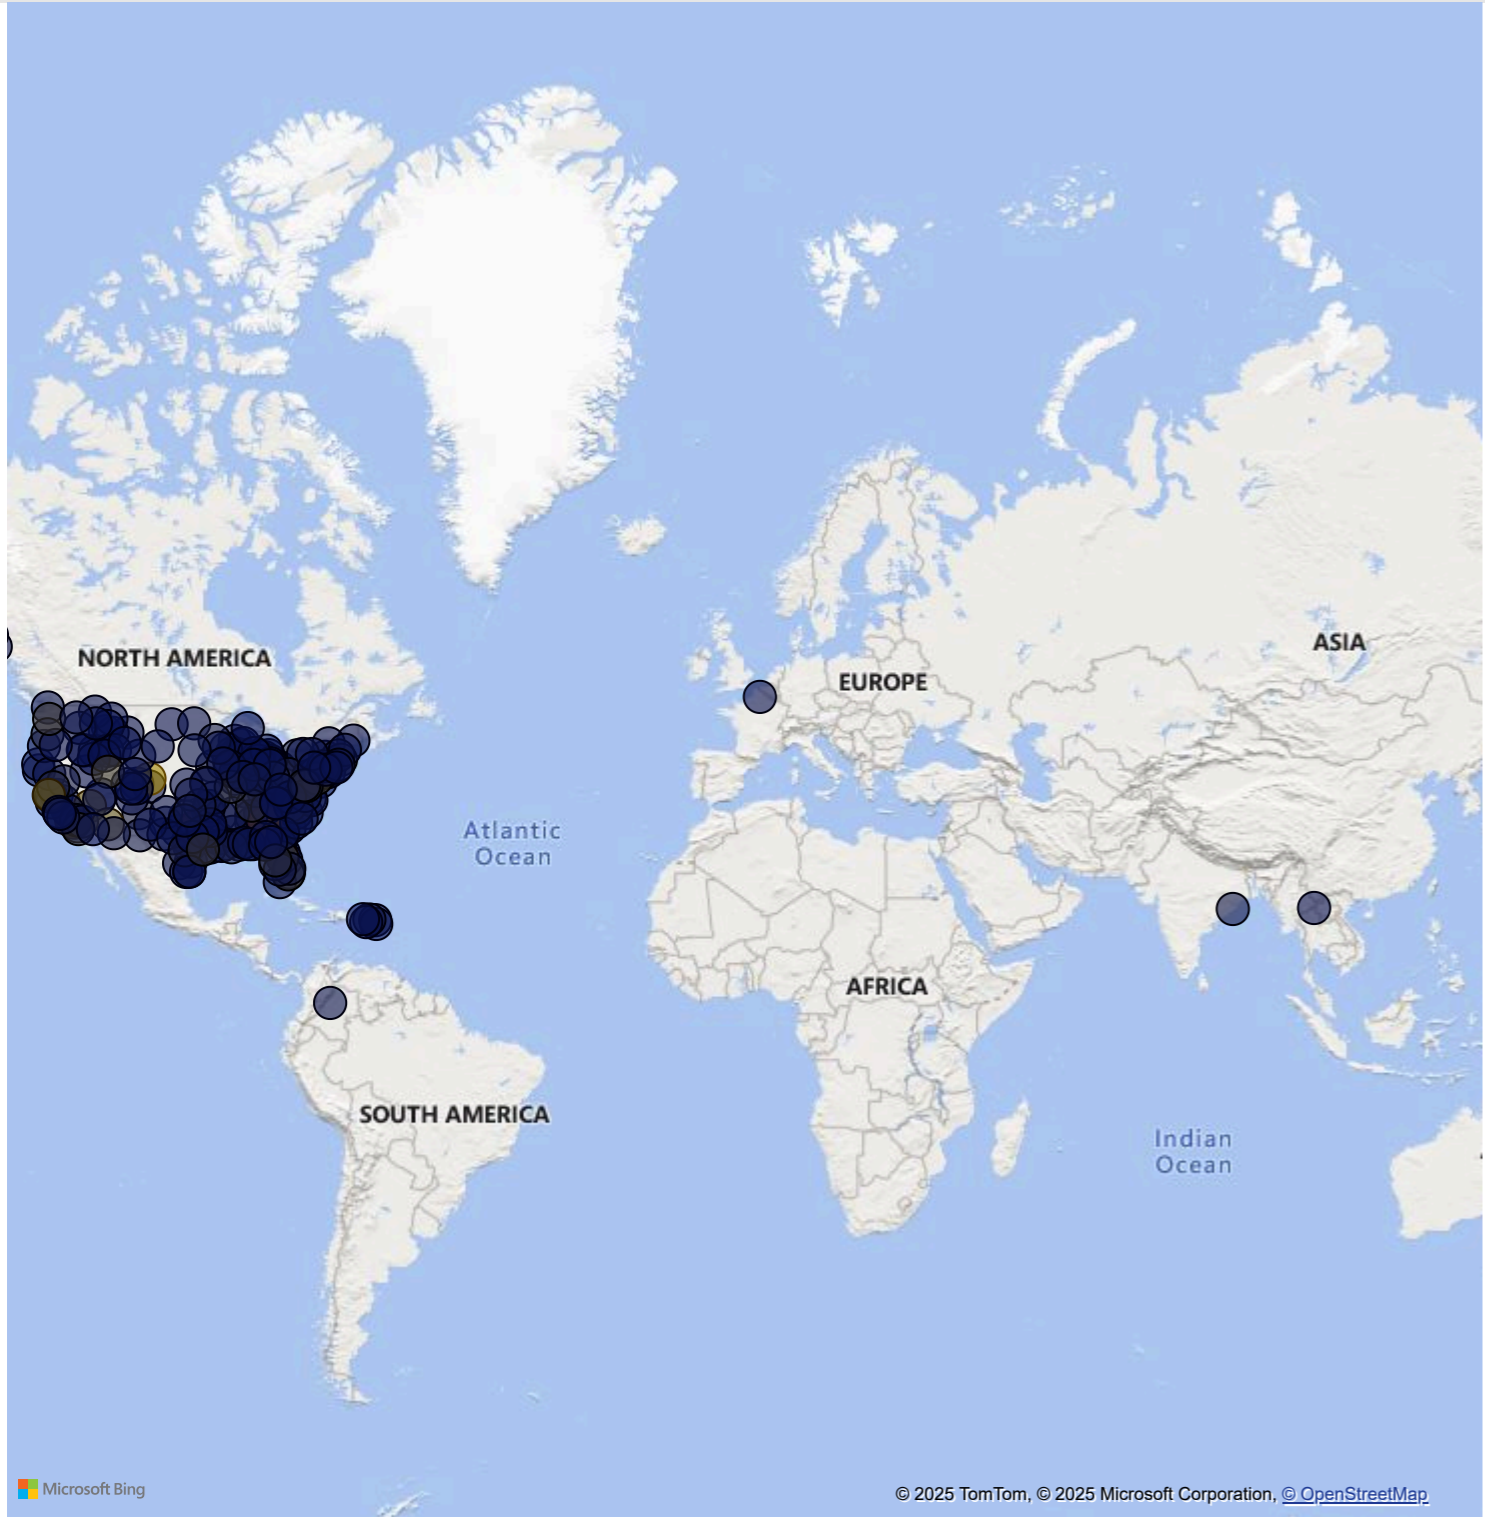 NORTH AMERICA
ASIA
EUROPE
Atlantic
Ocean
AFRICA
SOUTH AMERICA
Indian
Ocean
Microsoft Bing
© 2025 TomTom, © 2025 Microsoft Corporation, © OpenStreetMap